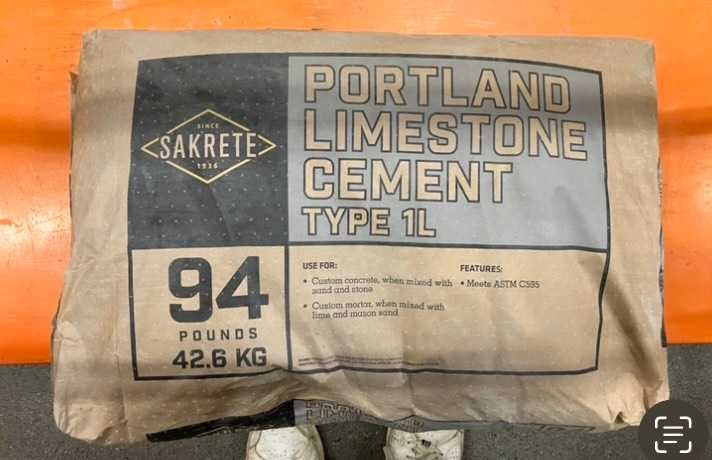 PORTLAND
LIMESTONE
CEMENT
TYPE 1L
SINCE
SAKRETE
1936
94
POUNDS
42.6 KG
USE FOR:
• Custom concrete, when mixed with
sand and stone
• Custom mortar, when mixed with
lime and mason sand
FEATURES:
• Meets ASTM C595